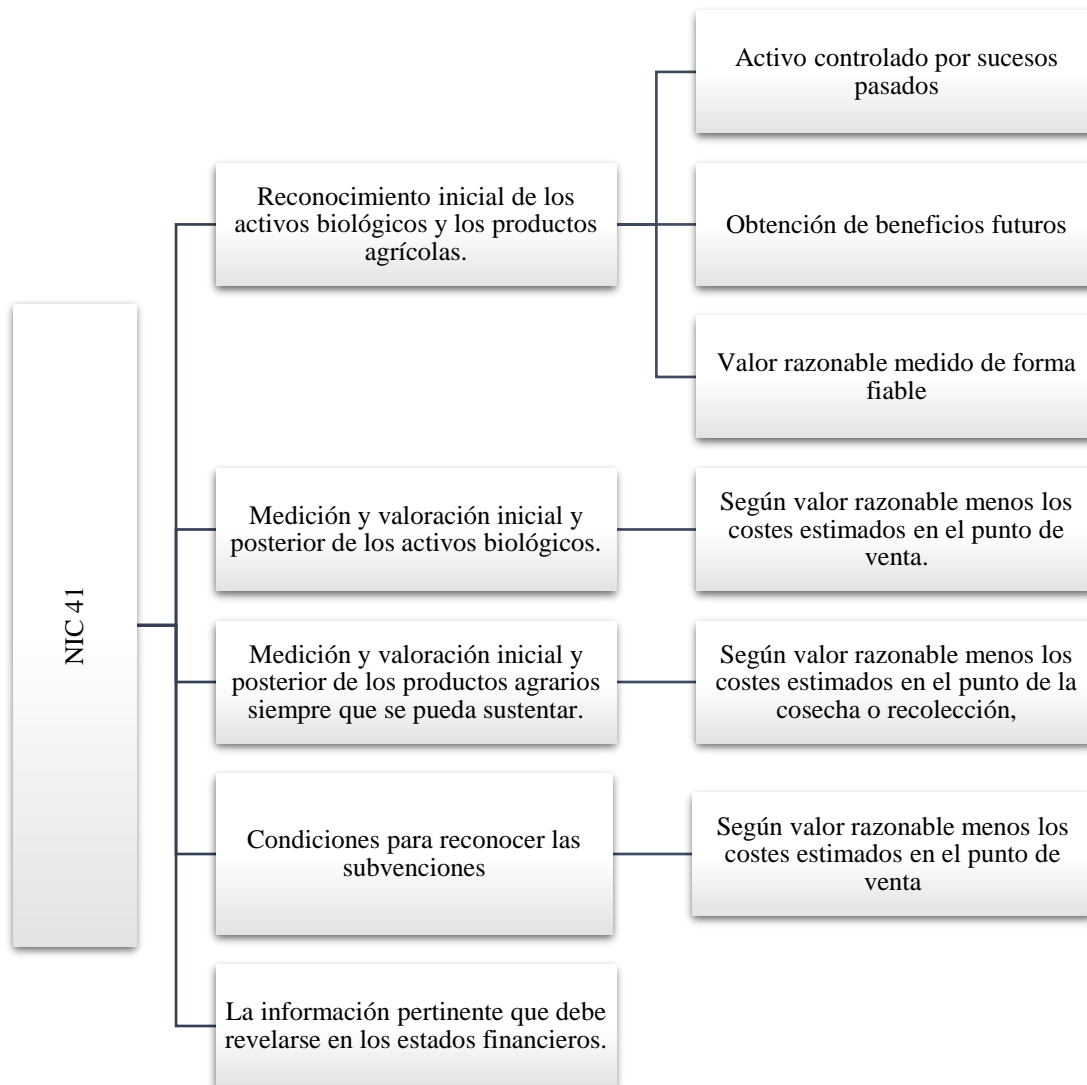 NIC 41
Reconocimiento inicial de los
activos biológicos y los productos
agrícolas.
Activo controlado por sucesos
pasados
Obtención de beneficios futuros
Valor razonable medido de forma
fiable
Medición y valoración inicial y
posterior de los activos biológicos.
Según valor razonable menos los
costes estimados en el punto de
venta.
Medición y valoración inicial y
posterior de los productos agrarios
siempre que se pueda sustentar.
Según valor razonable menos los
costes estimados en el punto de la
cosecha o recolección,
Condiciones para reconocer las
subvenciones
Según valor razonable menos los
costes estimados en el punto de
venta
La información pertinente que debe
revelarse en los estados financieros.